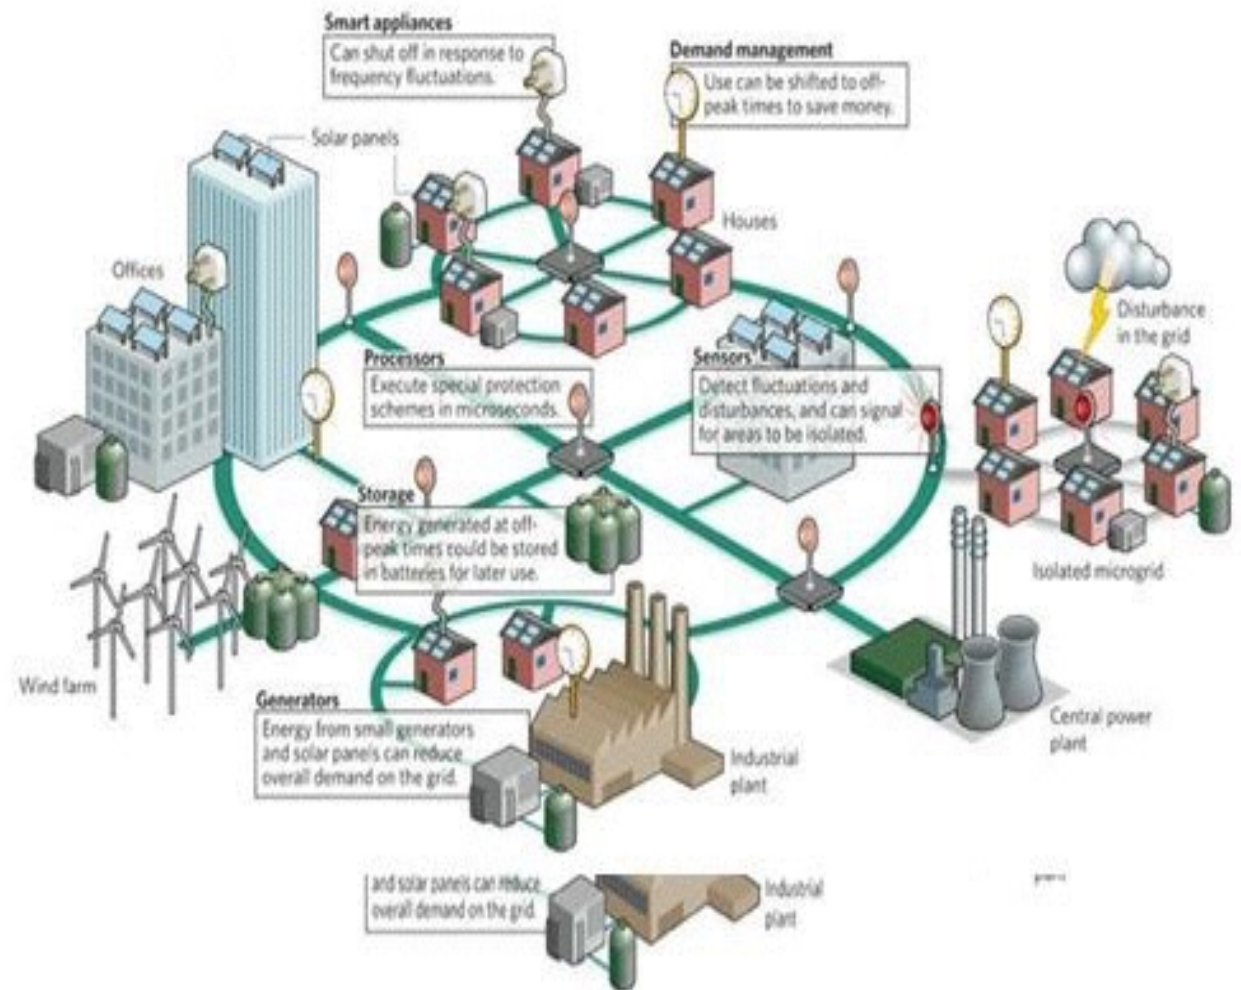 Smart appliances
Can shut off in response to
frequency fluctuations.
Demand management
Use can be shifted to off-
peak times to save money.
Solar panels
Houses
Offices
Disturbance
in the grid
Processors
Execute special protection
schemes in microseconds.
Sensors
Detect fluctuations and
disturbances, and can signal
for areas to be isolated.
Storage
Energy generated at off-
peak times could be stored
in batteries for later use.
Isolated microgrid
Wind farm
Generators
Energy from small generators
and solar panels can reduce
overall demand on the grid.
Central power
plant
Industrial
plant
and solar panels can reduce
overall demand on the grid.
Industrial
plant